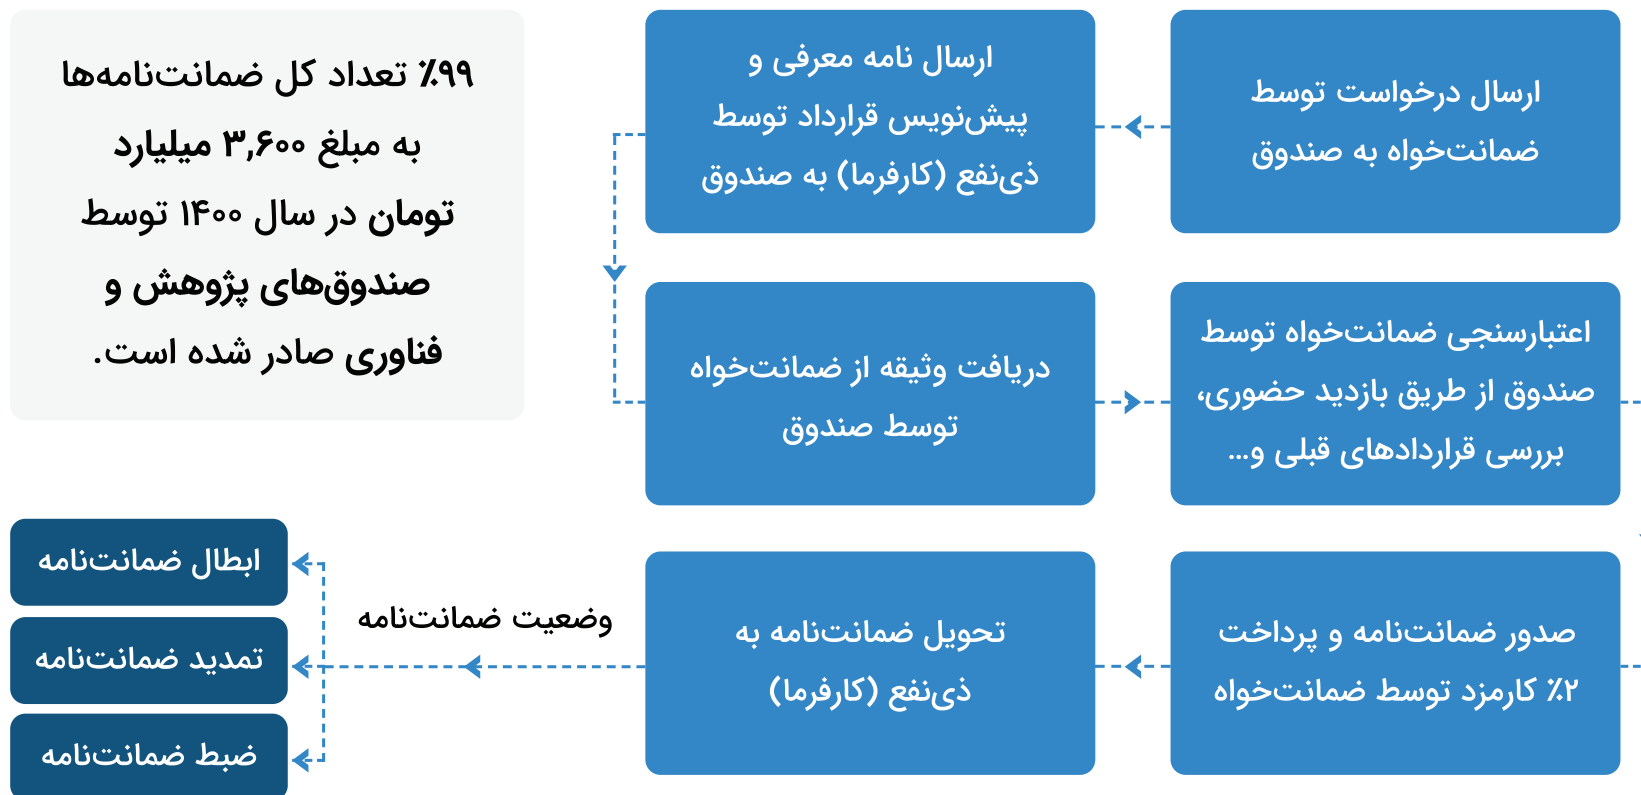 ارسال درخواست توسط
ضمانت‌خواه به صندوق
ارسال نامه معرفی و
پیش‌نویس قرارداد توسط
ذی‌نفع (کارفرما) به صندوق
۹۹٪ تعداد کل ضمانت‌نامه‌ها
به مبلغ ۳,۶۰۰ میلیارد
تومان در سال ۱۴۰۰ توسط
صندوق‌های پژوهش و
فناوری صادر شده است.
دریافت وثیقه از ضمانت‌خواه
توسط صندوق
اعتبارسنجی ضمانت‌خواه توسط
صندوق از طریق بازدید حضوری،
بررسی قراردادهای قبلی و...
صدور ضمانت‌نامه و پرداخت
۲٪ کارمزد توسط ضمانت‌خواه
تحویل ضمانت‌نامه به
ذی‌نفع (کارفرما)
وضعیت ضمانت‌نامه
ابطال ضمانت‌نامه
تمدید ضمانت‌نامه
ضبط ضمانت‌نامه